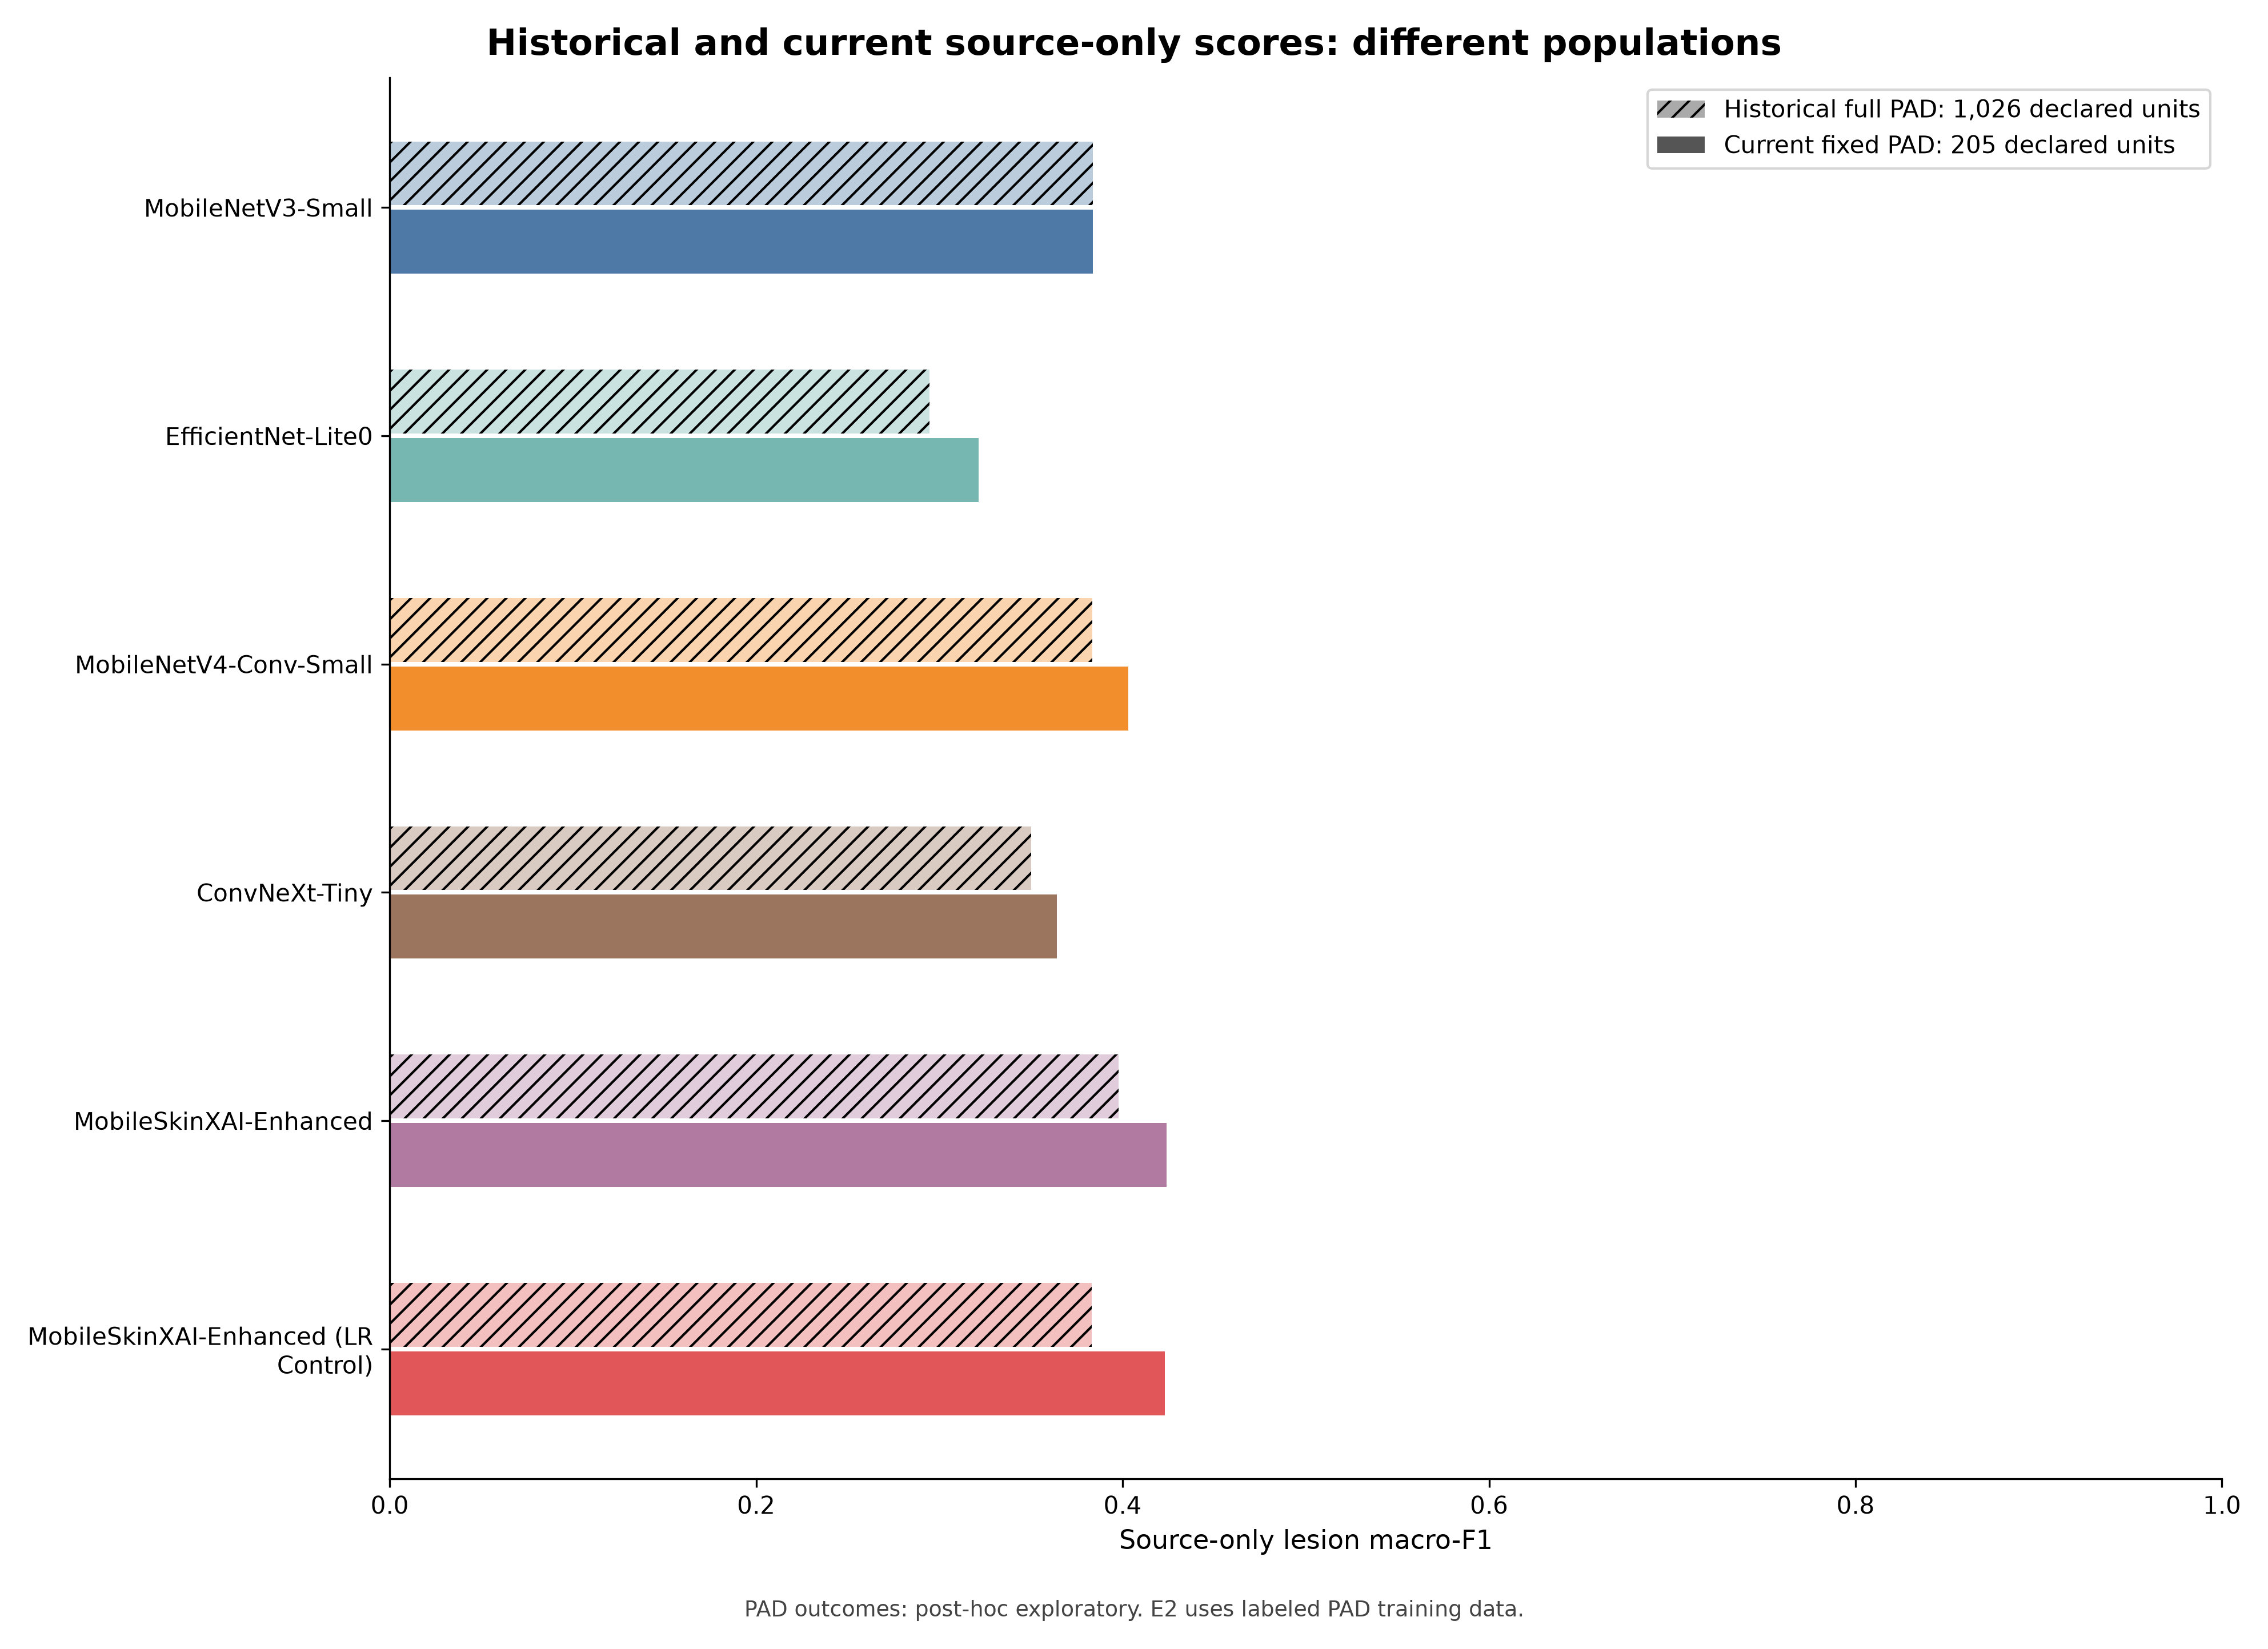 Historical and current source-only scores: different populations
Historical full PAD: 1,026 declared units
Current fixed PAD: 205 declared units
MobileNetV3-Small
EfficientNet-Lite0
MobileNetV4-Conv-Small
ConvNeXt-Tiny
MobileSkinXAI-Enhanced
MobileSkinXAI-Enhanced (LR
Control)
0.0 0.2 0.4 0.6 0.8 1.0
Source-only lesion macro-F1
PAD outcomes: post-hoc exploratory. E2 uses labeled PAD training data.